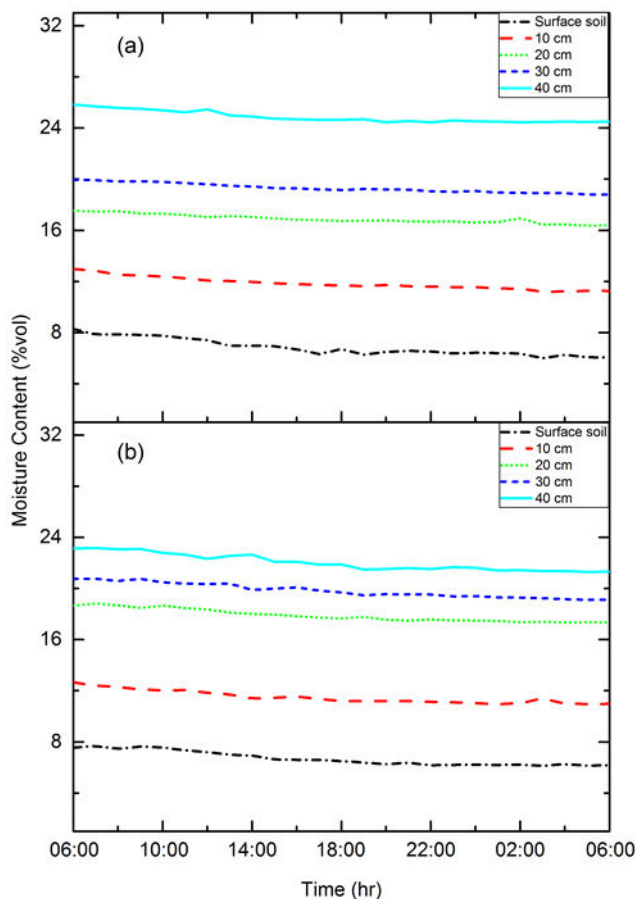 32
(a)
Surface soil
10 cm
20 cm
30 cm
40 cm
24
16
8
Moisture Content (%vol)
32
(b)
Surface soil
10 cm
20 cm
30 cm
40 cm
24
16
8
06:00 10:00 14:00 18:00 22:00 02:00 06:00
Time (hr)